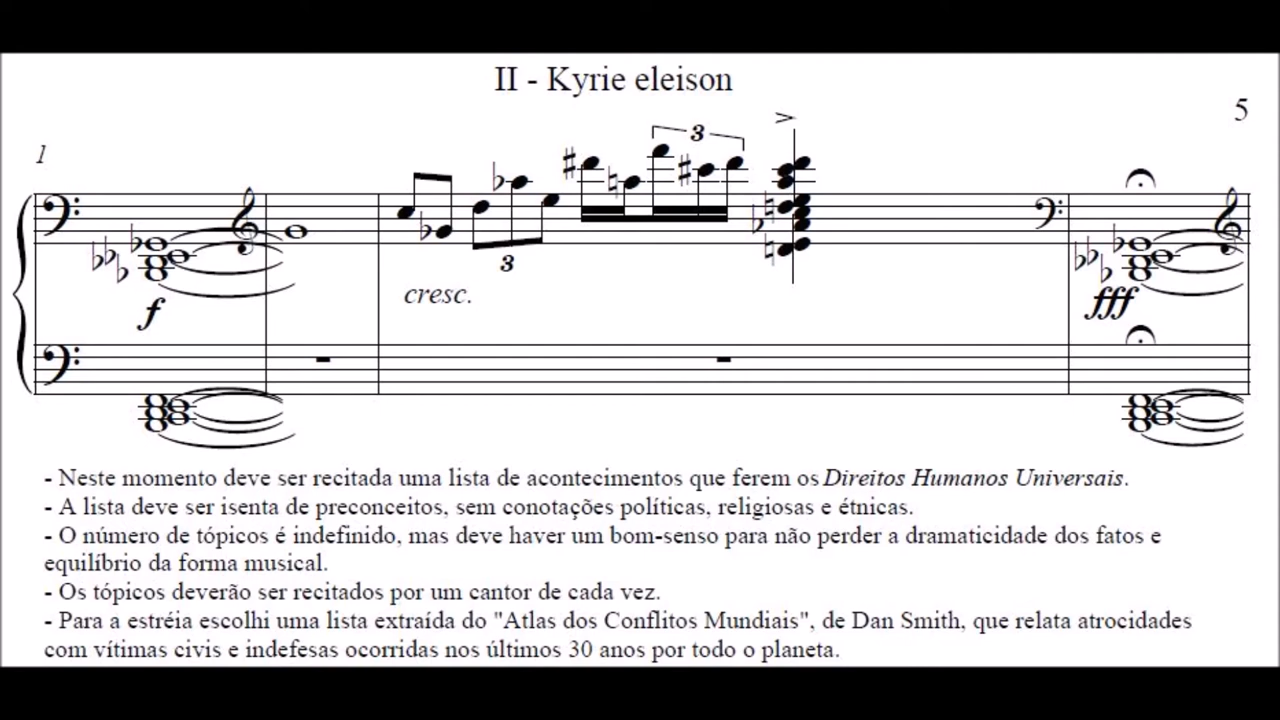 II - Kyrie eleison
5
1
3
f
cresc.
3
fff
- Neste momento deve ser recitada uma lista de acontecimentos que ferem os Direitos Humanos Universais.
- A lista deve ser isenta de preconceitos, sem conotações políticas, religiosas e étnicas.
- O número de tópicos é indefinido, mas deve haver um bom-senso para não perder a dramaticidade dos fatos e
equilíbrio da forma musical.
- Os tópicos deverão ser recitados por um cantor de cada vez.
- Para a estréia escolhi uma lista extraída do "Atlas dos Conflitos Mundiais", de Dan Smith, que relata atrocidades
com vítimas civis e indefesas ocorridas nos últimos 30 anos por todo o planeta.